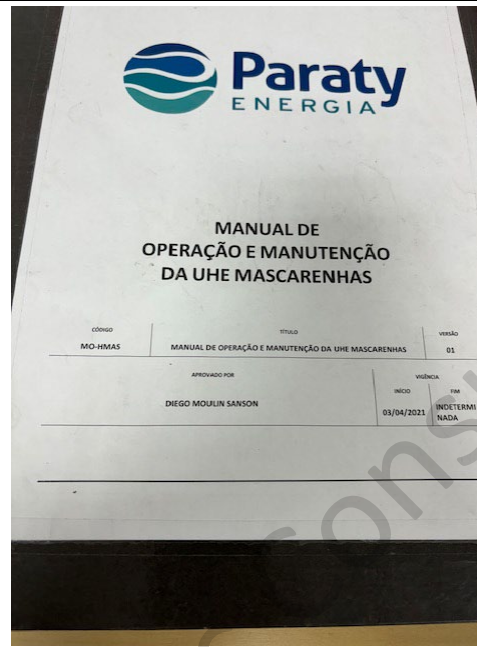 Paraty
ENERGIA
MANUAL DE
OPERAÇÃO E MANUTENÇÃO
DA UHE MASCARENHAS
CÓDIGO TÍTULO VERSÃO
MO-HMAS MANUAL DE OPERAÇÃO E MANUTENÇÃO DA UHE MASCARENHAS 01
APROVADO POR VIGÊNCIA
INÍCIO FIM
DIEGO MOULIN SANSON 03/04/2021 INDETERMI
NADA